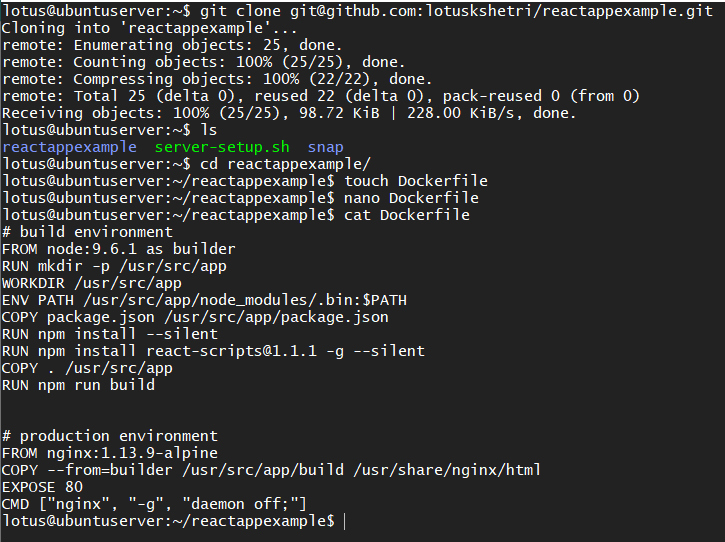 lotus@ubuntuserver:~$ git clone git@github.com:lotuskshetri/reactappexample.git
Cloning into 'reactappexample'...
remote: Enumerating objects: 25, done.
remote: Counting objects: 100% (25/25), done.
remote: Compressing objects: 100% (22/22), done.
remote: Total 25 (delta 0), reused 22 (delta 0), pack-reused 0 (from 0)
Receiving objects: 100% (25/25), 98.72 KiB | 228.00 KiB/s, done.
lotus@ubuntuserver:~$ ls
reactappexample  server-setup.sh  snap
lotus@ubuntuserver:~$ cd reactappexample/
lotus@ubuntuserver:~/reactappexample$ touch Dockerfile
lotus@ubuntuserver:~/reactappexample$ nano Dockerfile
lotus@ubuntuserver:~/reactappexample$ cat Dockerfile
# build environment
FROM node:9.6.1 as builder
RUN mkdir -p /usr/src/app
WORKDIR /usr/src/app
ENV PATH /usr/src/app/node_modules/.bin:$PATH
COPY package.json /usr/src/app/package.json
RUN npm install --silent
RUN npm install react-scripts@1.1.1 -g --silent
COPY . /usr/src/app
RUN npm run build
# production environment
FROM nginx:1.13.9-alpine
COPY --from=builder /usr/src/app/build /usr/share/nginx/html
EXPOSE 80
CMD ["nginx", "-g", "daemon off;"]
lotus@ubuntuserver:~/reactappexample$